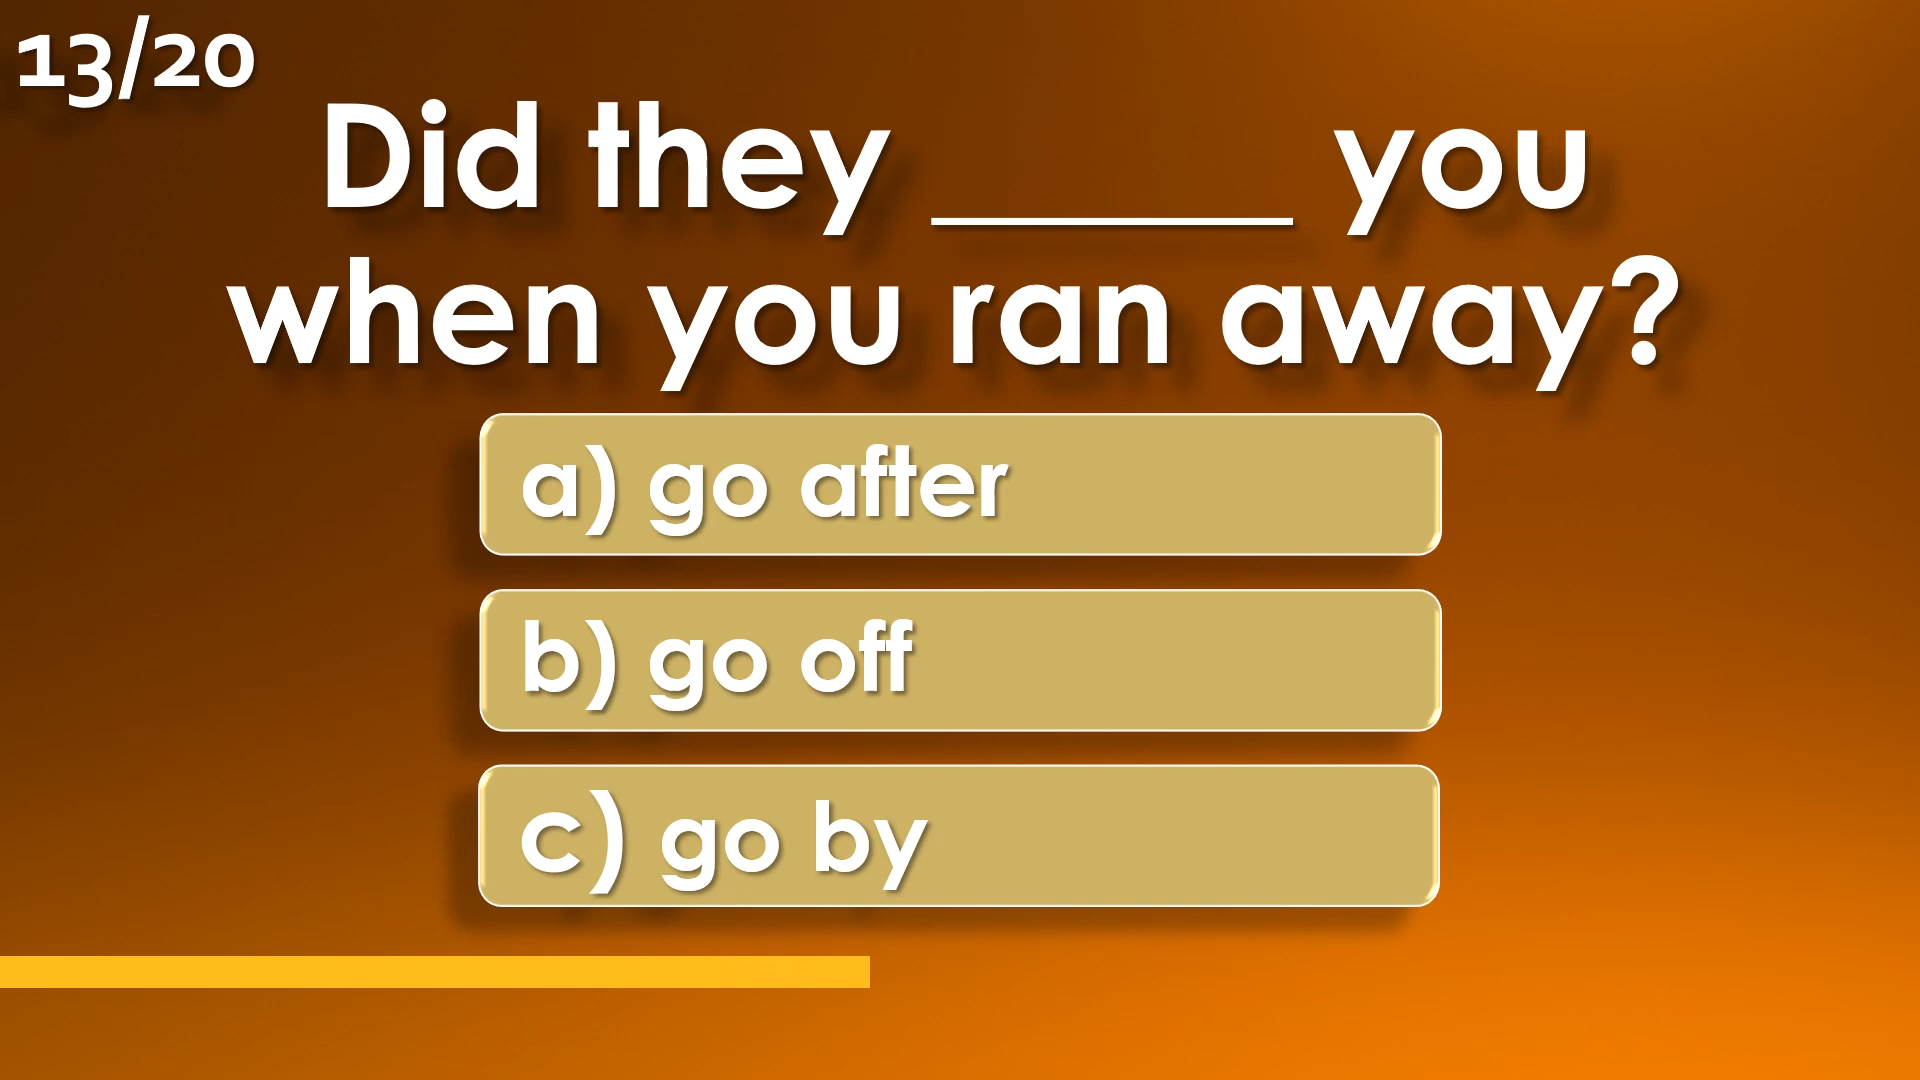 13/20
Did they ______ you
when you ran away?
a) go after
b) go off
c) go by